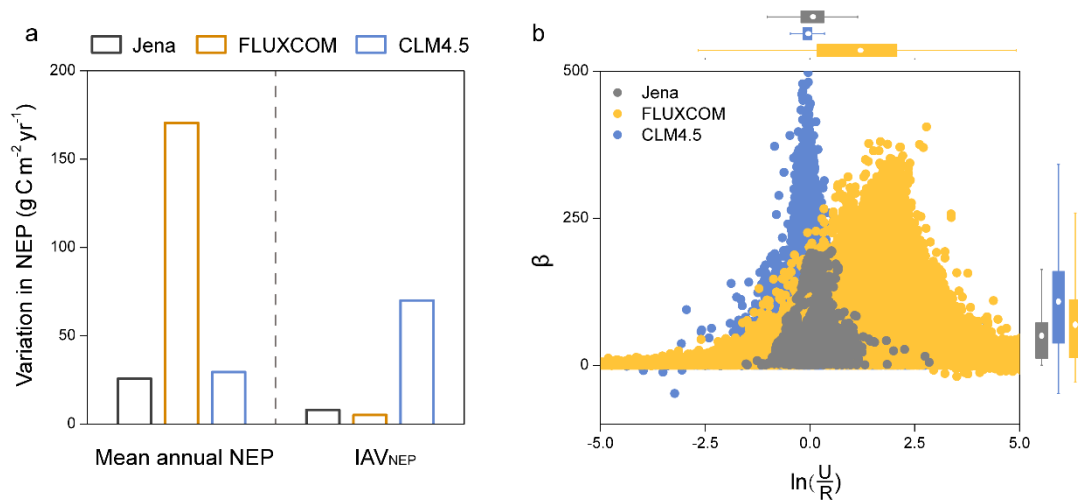 a
Jena FLUXCOM CLM4.5
Variation in NEP (g C m⁻² yr⁻¹)
200
150
100
50
0
Mean annual NEP IAV_NEP
b
Jena
FLUXCOM
CLM4.5
β
500
250
0
-5.0 -2.5 0.0 2.5 5.0
ln(U/R)